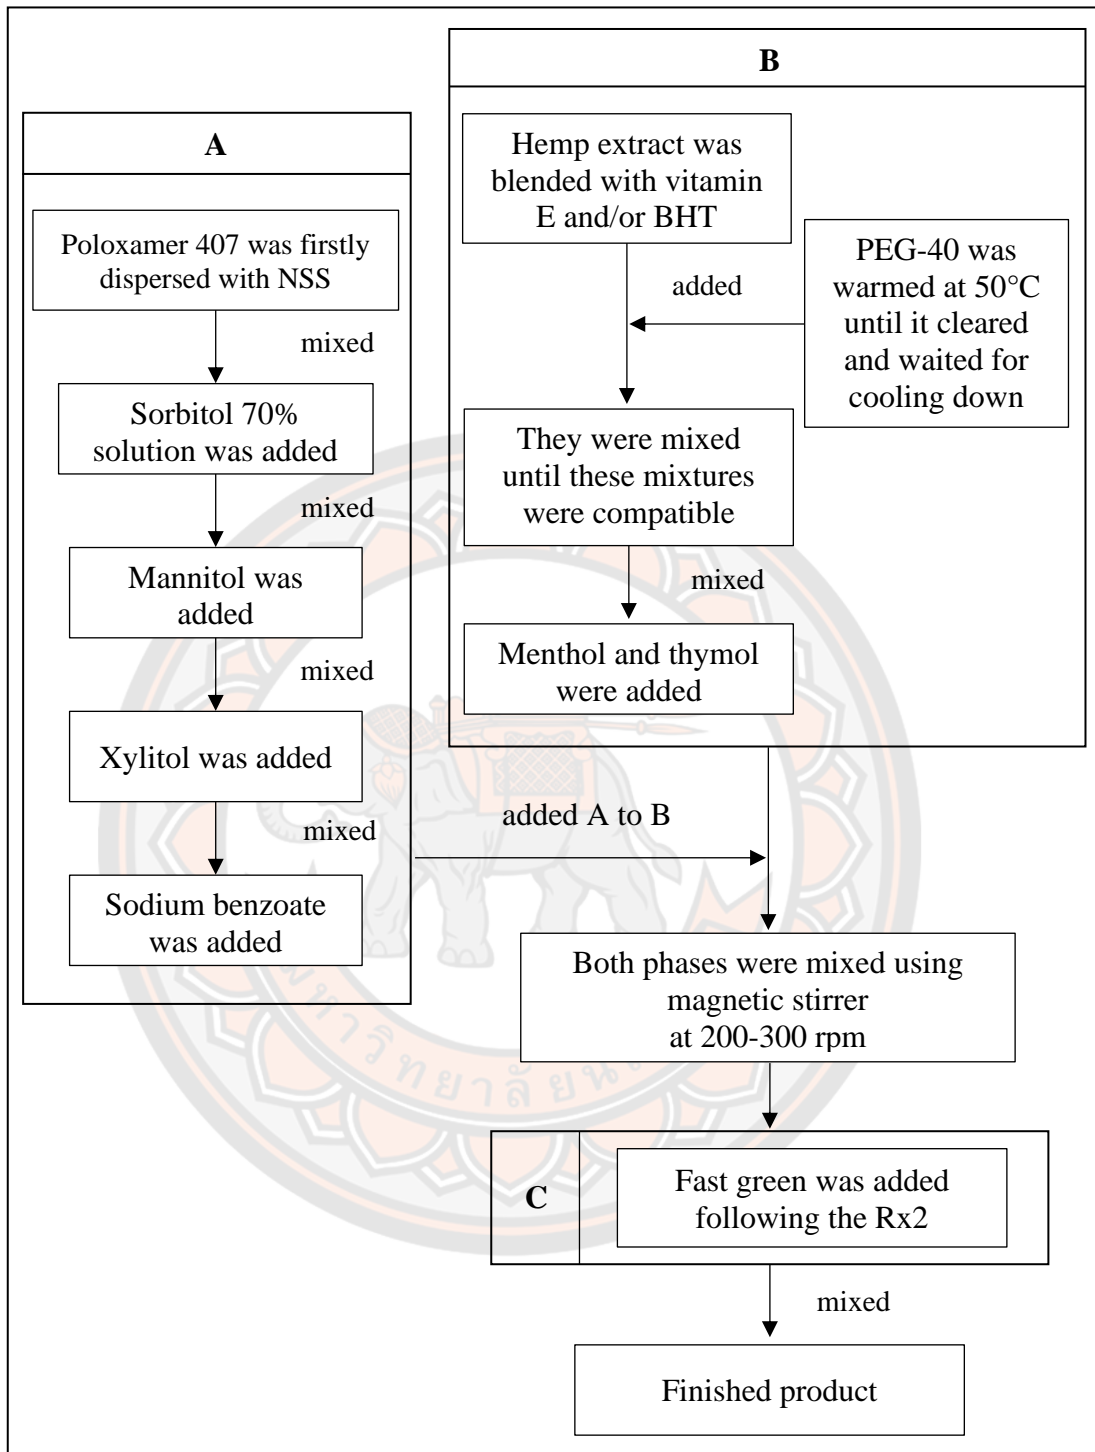 A
Poloxamer 407 was firstly
dispersed with NSS
mixed
Sorbitol 70%
solution was added
mixed
Mannitol was
added
mixed
Xylitol was added
mixed
Sodium benzoate
was added
B
Hemp extract was
blended with vitamin
E and/or BHT
added
PEG-40 was
warmed at 50°C
until it cleared
and waited for
cooling down
They were mixed
until these mixtures
were compatible
mixed
Menthol and thymol
were added
added A to B
Both phases were mixed using
magnetic stirrer
at 200-300 rpm
C
Fast green was added
following the Rx2
mixed
Finished product